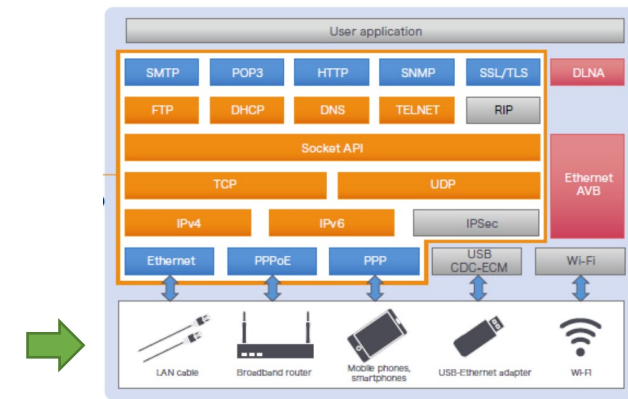 User application
SMTP POP3 HTTP SNMP SSL/TLS DLNA
FTP DHCP DNS TELNET RIP
Socket API
TCP UDP
Ethernet
AVB
IPv4 IPv6 IPSec
Ethernet PPPoE PPP USB
CDC-ECM Wi-Fi
LAN cable Broadband router Mobile phones,
smartphones USB-Ethernet adapter Wi-Fi